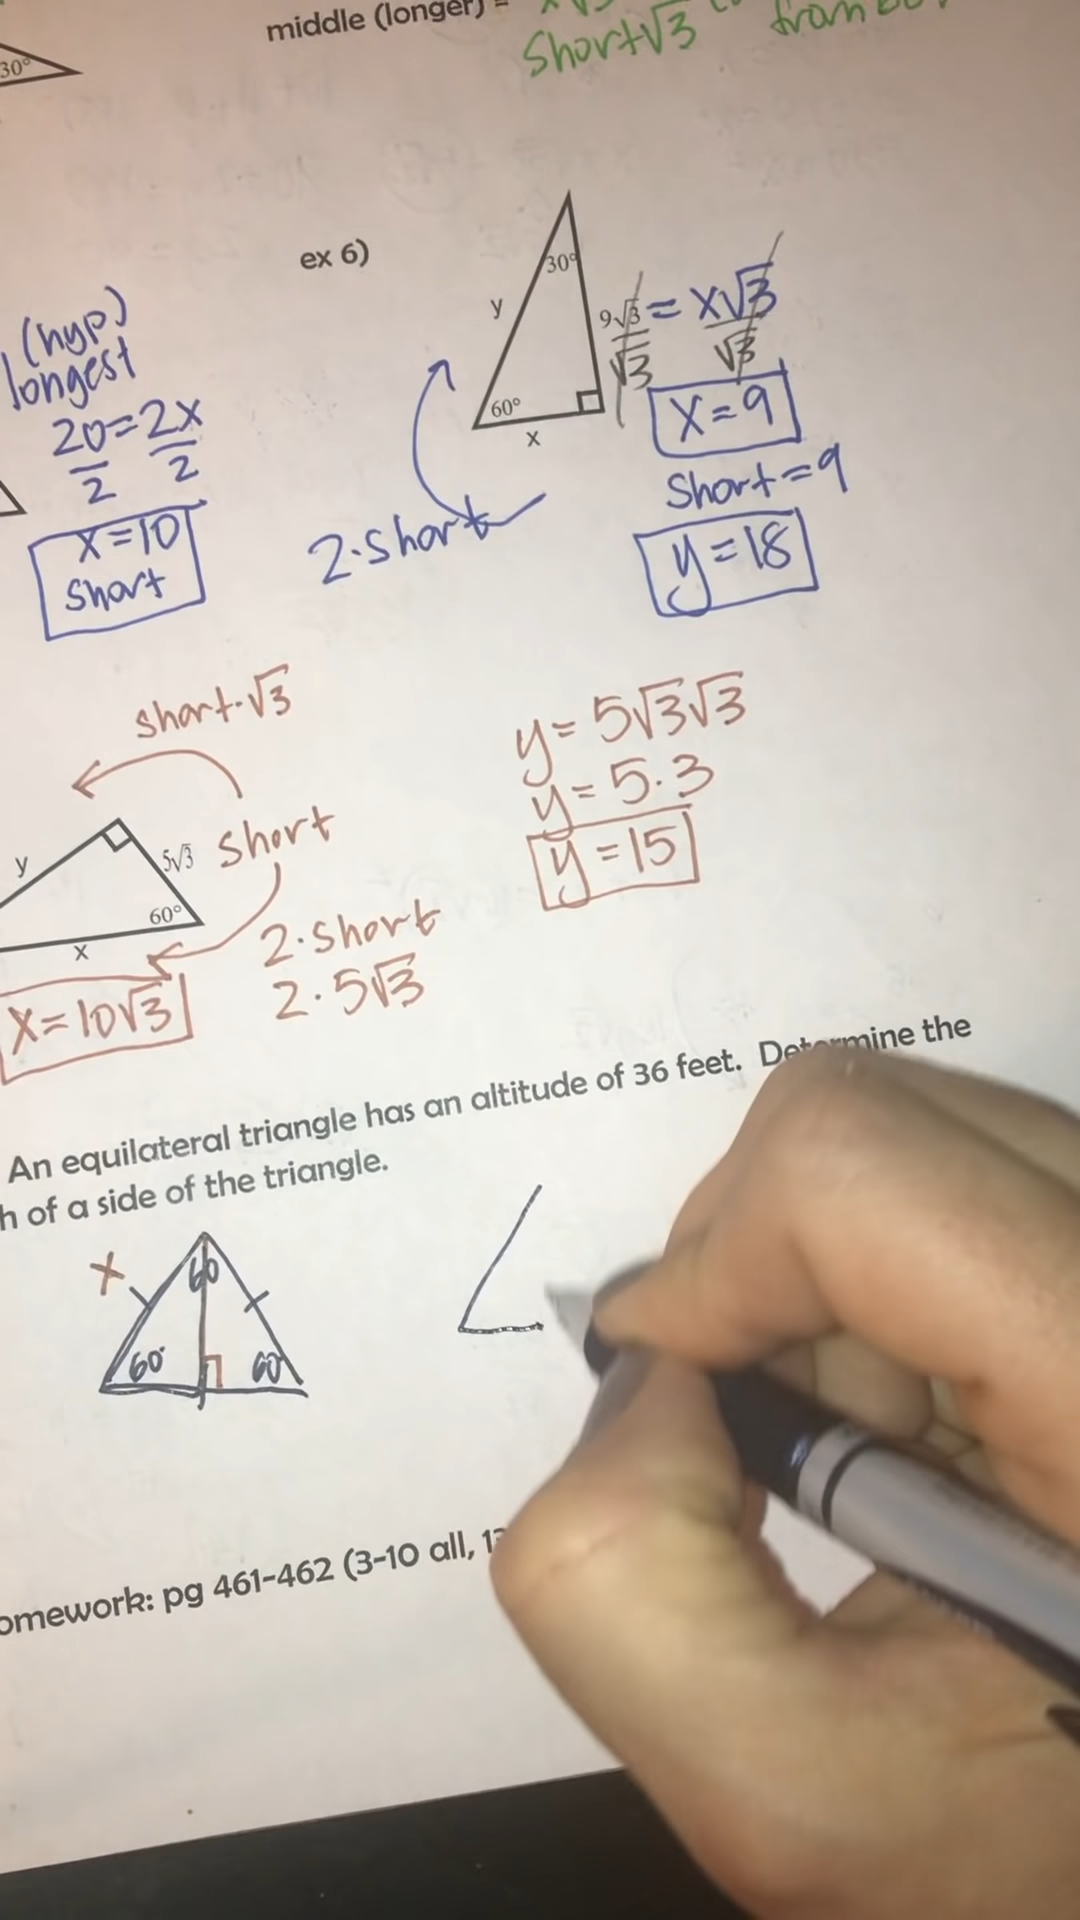 middle (longer) =
short√3
30°
ex 6)
30°
y
9√3 = x√3
√3 √3
60°
x
x=9
short=9
y=18
2·short
(hyp)
longest
20=2x
2 2
x=10
short
short·√3
y
5√3
short
60°
x
2·short
2·5√3
x=10√3
y=5√3√3
y=5·3
y=15
An equilateral triangle has an altitude of 36 feet. Determine the
h of a side of the triangle.
x
60
60°
60
omework: pg 461-462 (3-10 all,